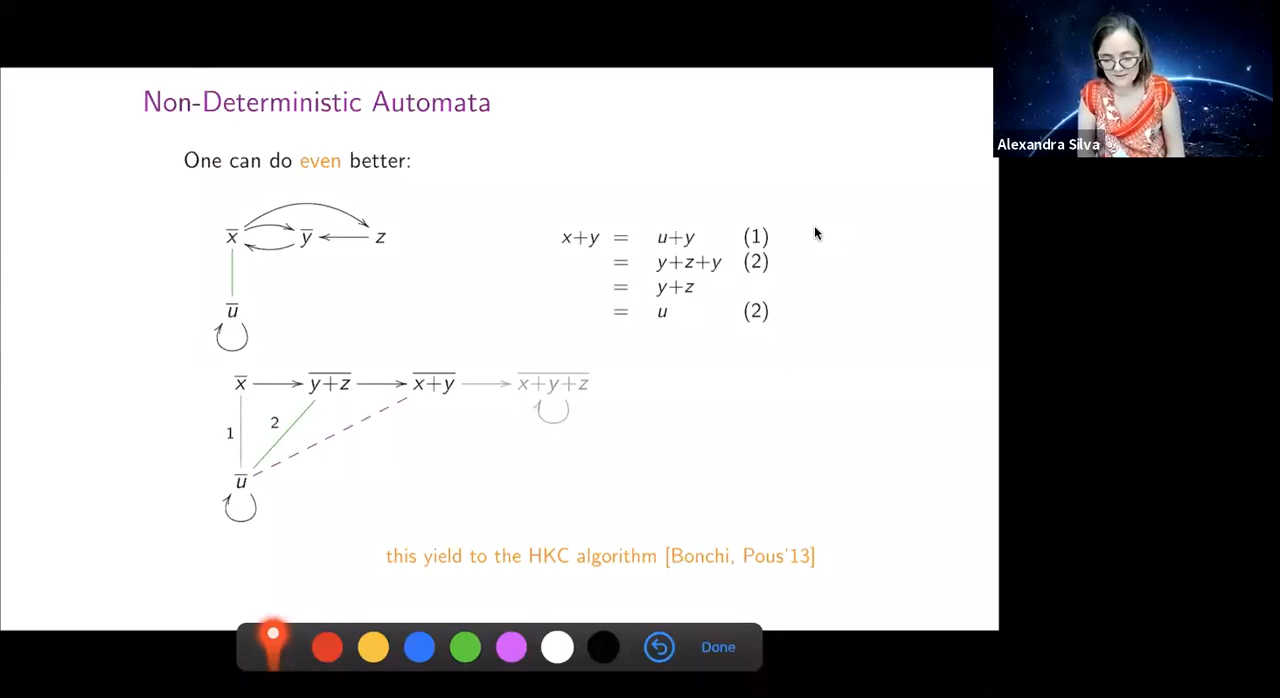 Non-Deterministic Automata
One can do even better:
x̅ y̅ z
u̅
x+y = u+y (1)
= y+z+y (2)
= y+z
= u (2)
x̅ y̅+̅z̅ x̅+̅y̅ x̅+̅y̅+̅z̅
1 2
u̅
this yield to the HKC algorithm [Bonchi, Pous'13]
Alexandra Silva
Done